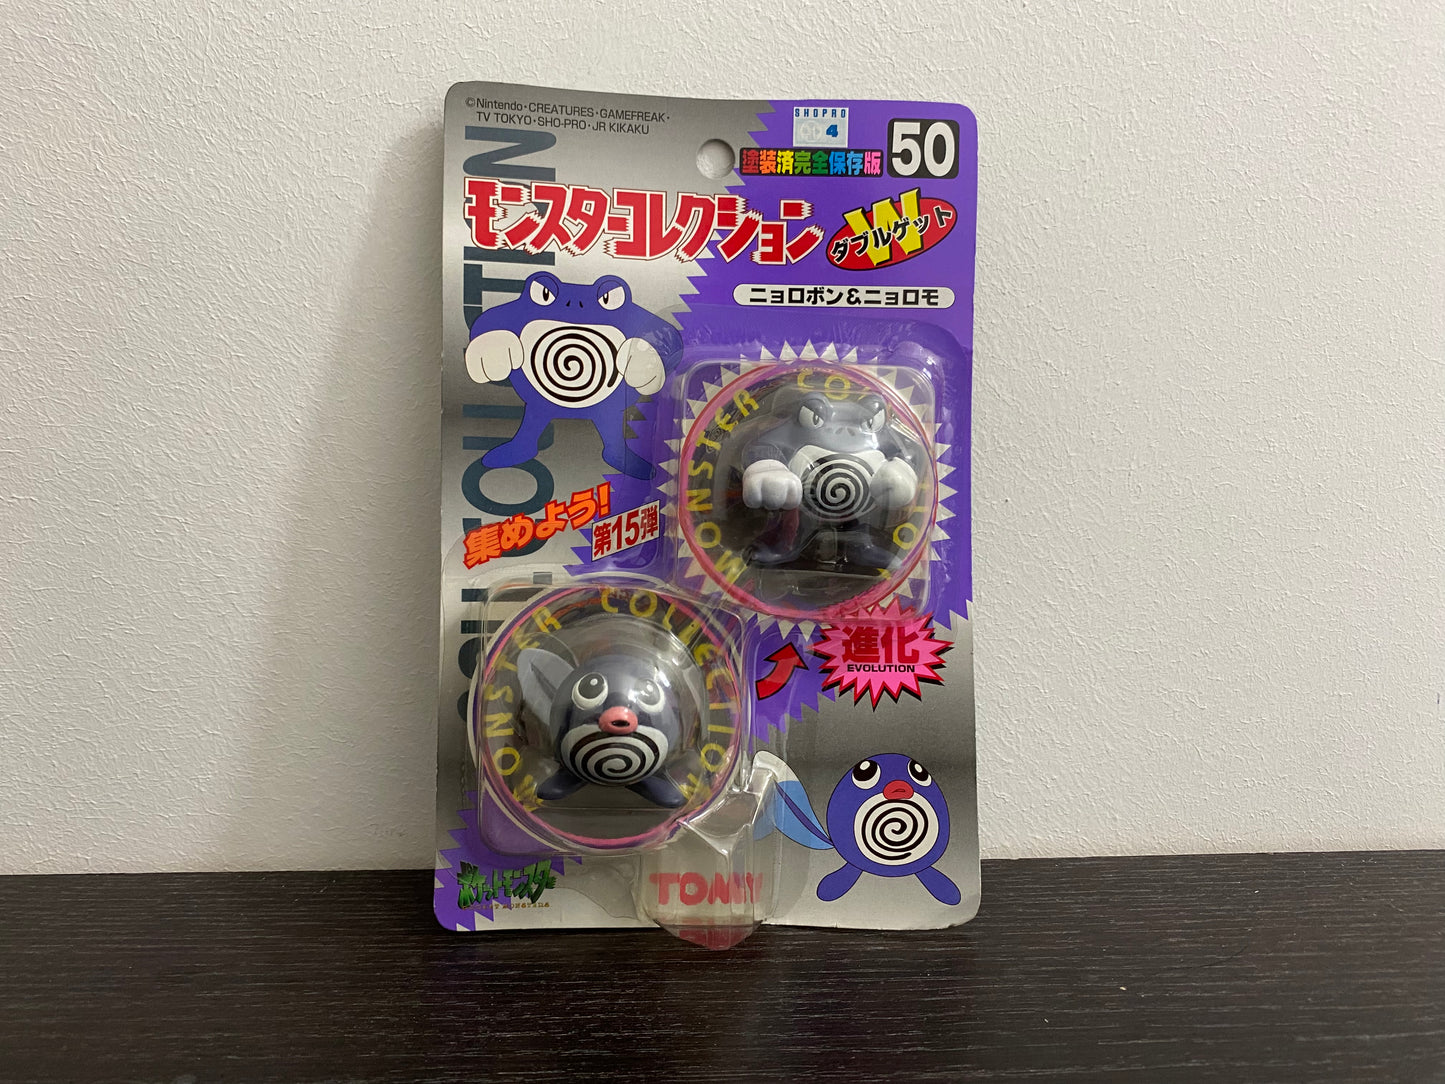 ©Nintendo・CREATURES・GAMEFREAK・
TV TOKYO・SHO-PRO・JR KIKAKU
SHOPRO
4
50
塗装済完全保存版
モンスターコレクション
W
ダブルゲット
ニョロボン&ニョロモ
集めよう!
第15弾
MONSTER COLLECTION
進化
EVOLUTION
MONSTER COLLECTION
ポケットモンスター
TOMY